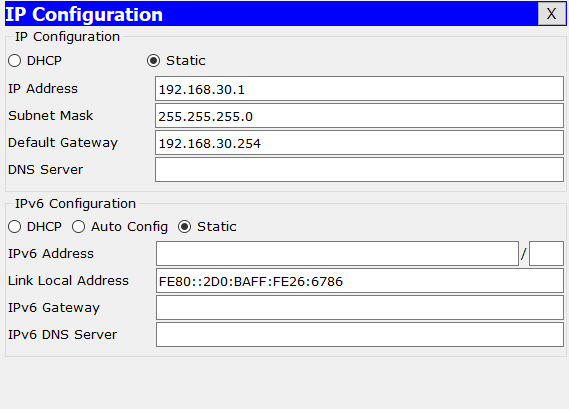 IP Configuration
X
IP Configuration
DHCP Static
IP Address 192.168.30.1
Subnet Mask 255.255.255.0
Default Gateway 192.168.30.254
DNS Server
IPv6 Configuration
DHCP Auto Config Static
IPv6 Address /
Link Local Address FE80::2D0:BAFF:FE26:6786
IPv6 Gateway
IPv6 DNS Server